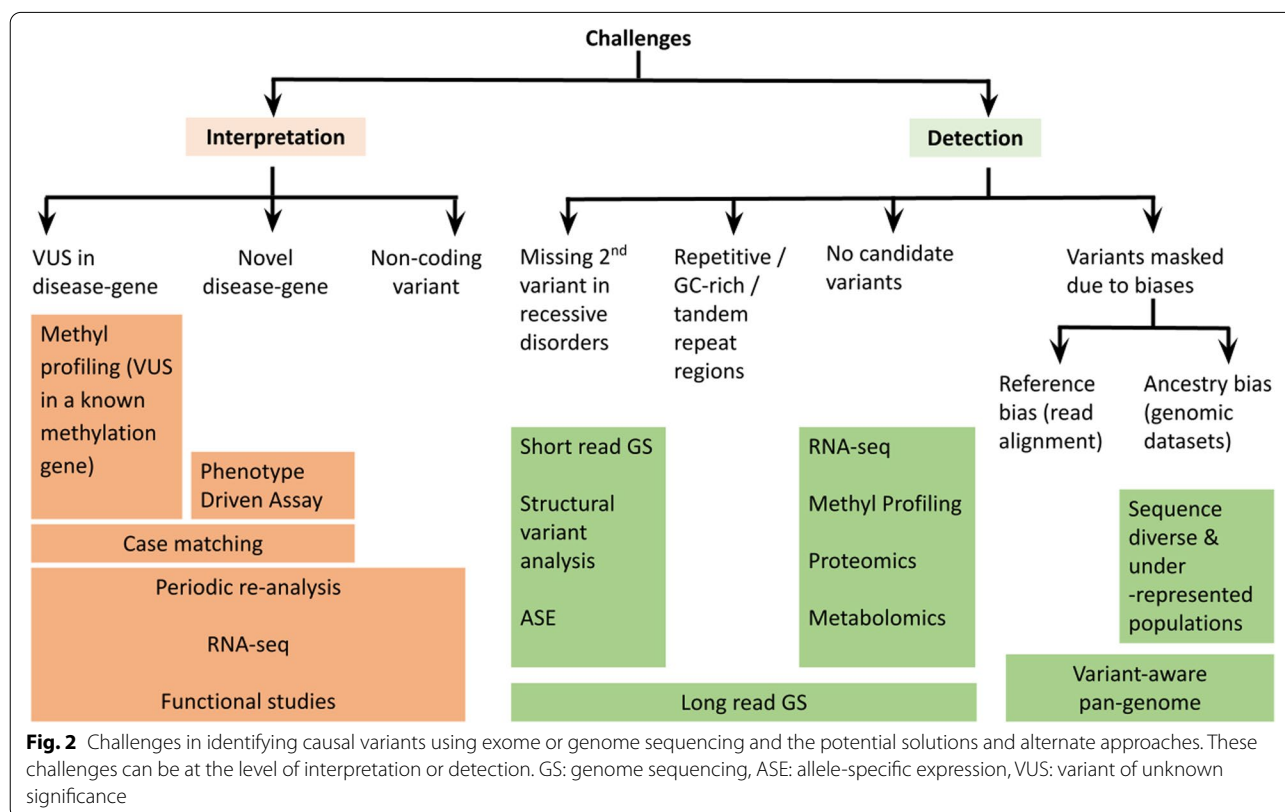 Challenges
Interpretation
Detection
VUS in
disease-gene
Novel
disease-gene
Non-coding
variant
Missing 2nd
variant in
recessive
disorders
Repetitive /
GC-rich /
tandem
repeat
regions
No candidate
variants
Variants masked
due to biases
Reference
bias (read
alignment)
Ancestry bias
(genomic
datasets)
Methyl
profiling (VUS
in a known
methylation
gene)
Phenotype
Driven Assay
Case matching
Periodic re-analysis
RNA-seq
Functional studies
Short read GS
Structural
variant
analysis
ASE
RNA-seq
Methyl Profiling
Proteomics
Metabolomics
Long read GS
Sequence
diverse &
under
-represented
populations
Variant-aware
pan-genome
Fig. 2 Challenges in identifying causal variants using exome or genome sequencing and the potential solutions and alternate approaches. These
challenges can be at the level of interpretation or detection. GS: genome sequencing, ASE: allele-specific expression, VUS: variant of unknown
significance